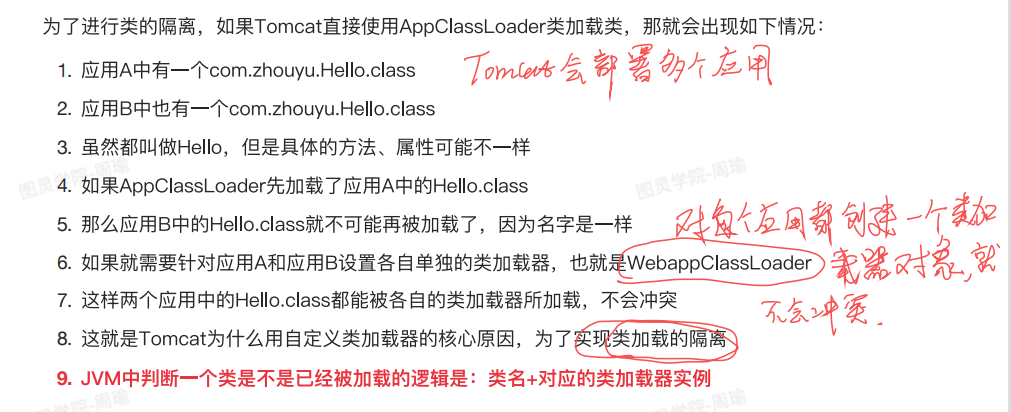 为了进行类的隔离，如果Tomcat直接使用AppClassLoader类加载类，那就会出现如下情况：
1. 应用A中有一个com.zhouyu.Hello.class
Tomcat会部署多个应用
2. 应用B中也有一个com.zhouyu.Hello.class
3. 虽然都叫做Hello，但是具体的方法、属性可能不一样
图灵学院-周瑜
图灵学院-周瑜
4. 如果AppClassLoader先加载了应用A中的Hello.class
5. 那么应用B中的Hello.class就不可能再被加载了，因为名字是一样
对每个应用都创建一个类加
6. 如果就需要针对应用A和应用B设置各自单独的类加载器，也就是WebappClassLoader
载器对象,就
7. 这样两个应用中的Hello.class都能被各自的类加载器所加载，不会冲突
不会冲突.
8. 这就是Tomcat为什么用自定义类加载器的核心原因，为了实现类加载的隔离
9. JVM中判断一个类是不是已经被加载的逻辑是：类名+对应的类加载器实例